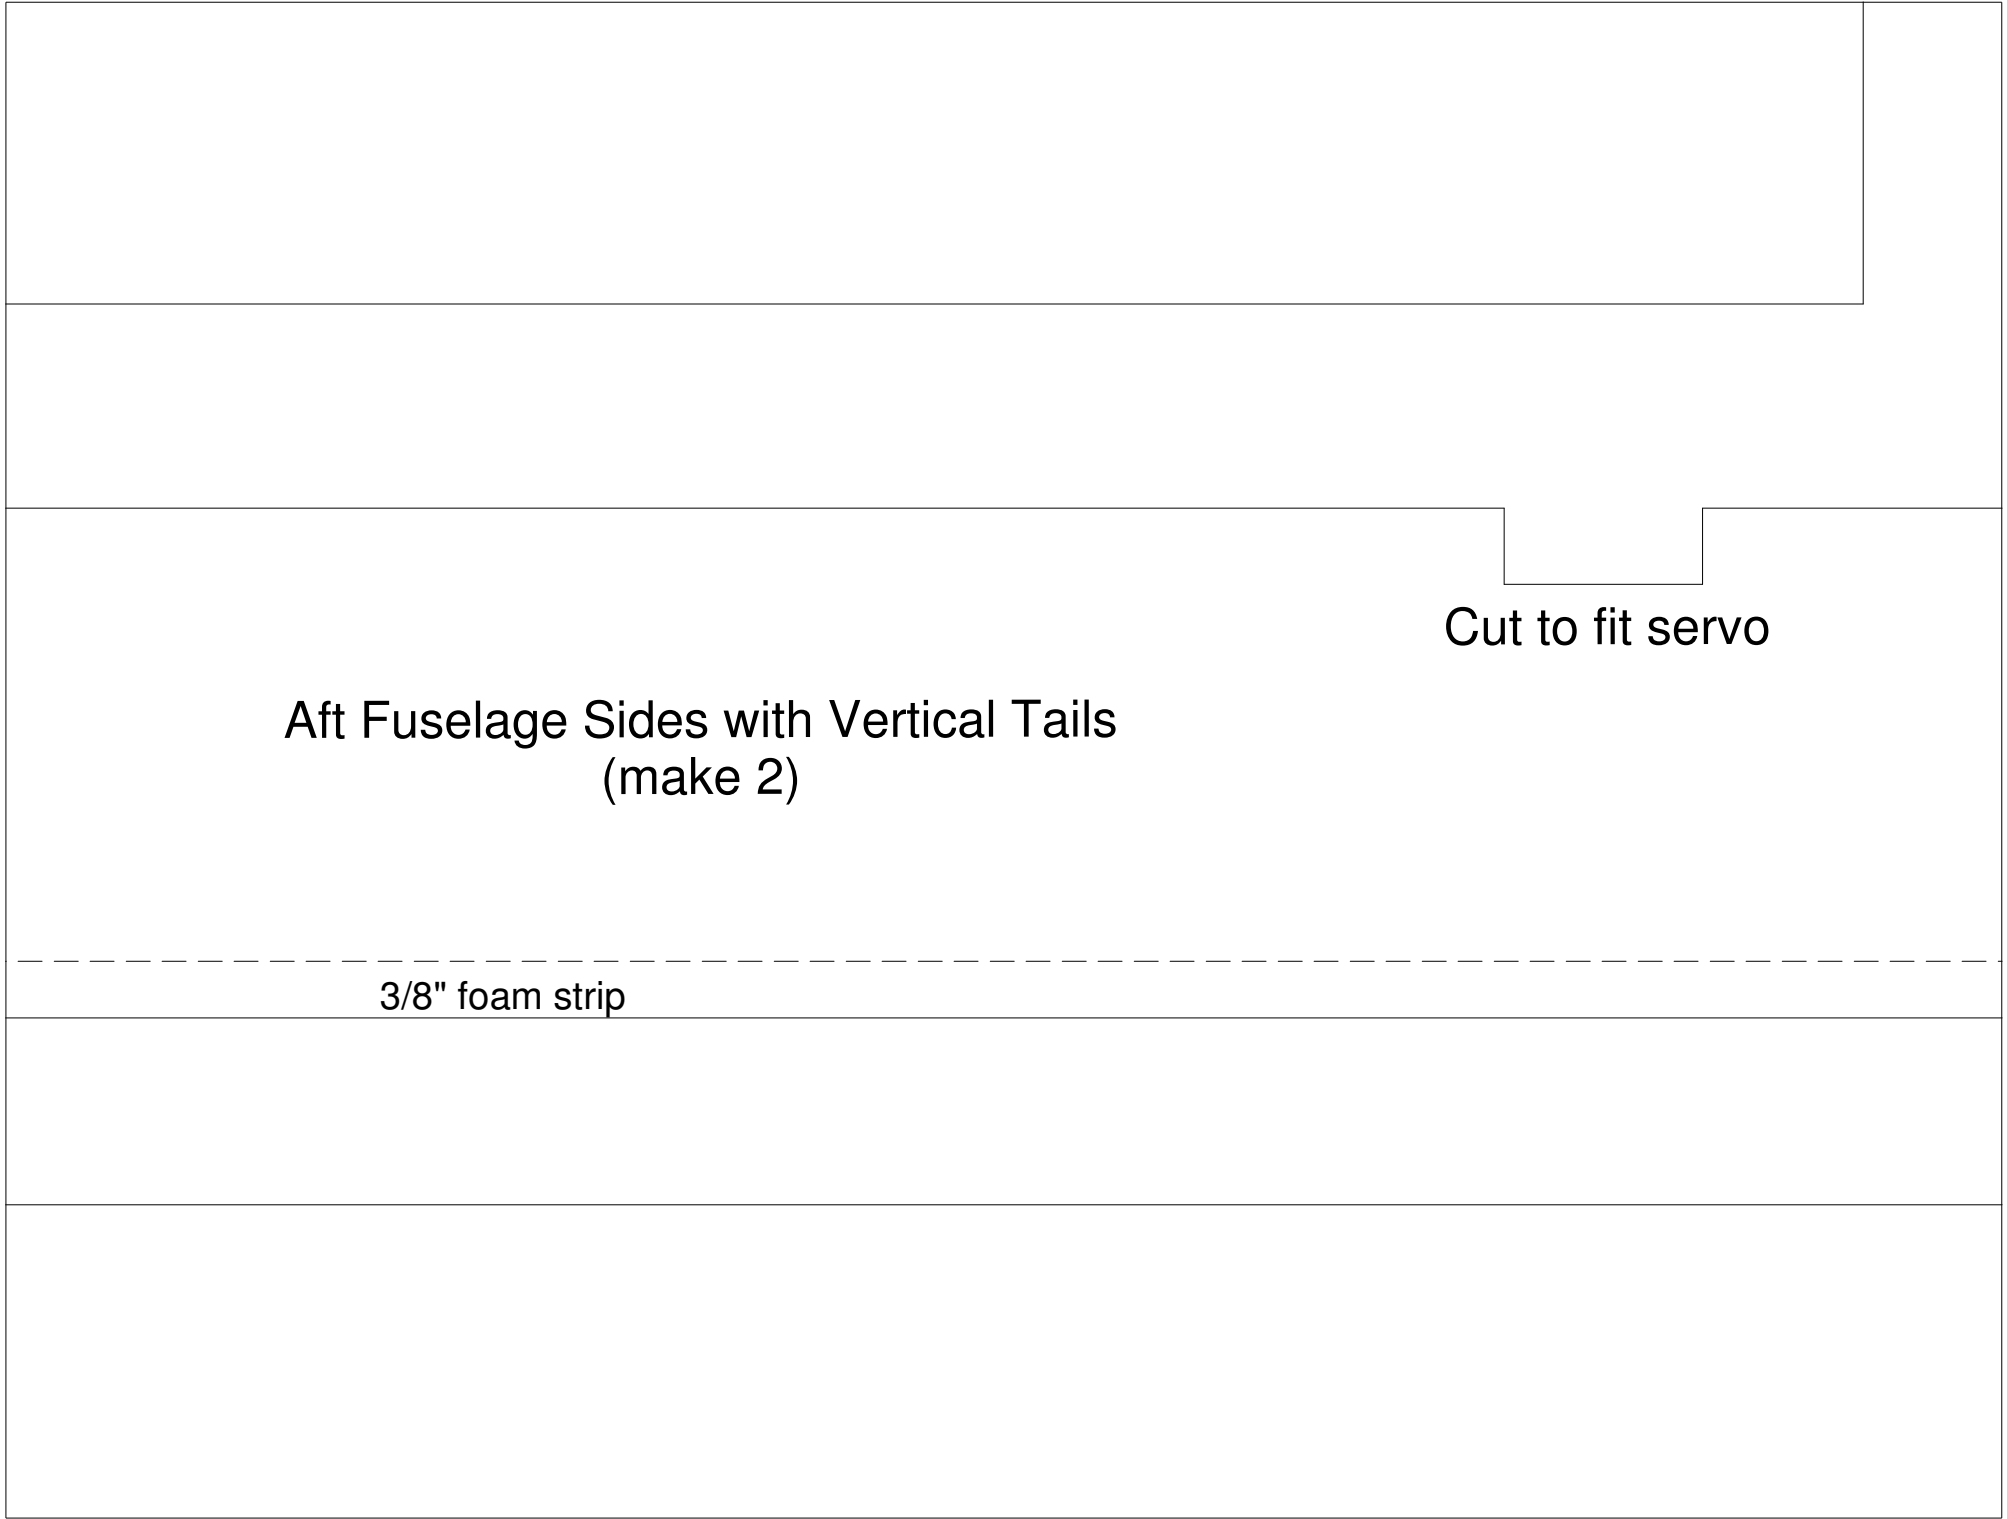 Cut to fit servo
Aft Fuselage Sides with Vertical Tails
(make 2)
3/8" foam strip